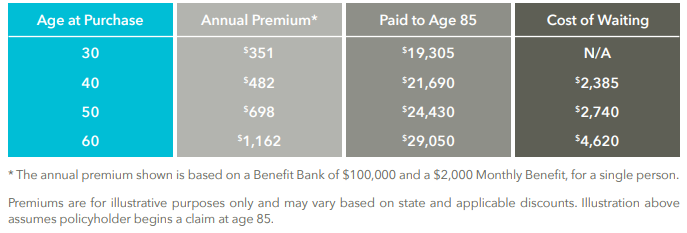 Age at Purchase Annual Premium* Paid to Age 85 Cost of Waiting
30 $351 $19,305 N/A
40 $482 $21,690 $2,385
50 $698 $24,430 $2,740
60 $1,162 $29,050 $4,620
* The annual premium shown is based on a Benefit Bank of $100,000 and a $2,000 Monthly Benefit, for a single person.
Premiums are for illustrative purposes only and may vary based on state and applicable discounts. Illustration above
assumes policyholder begins a claim at age 85.